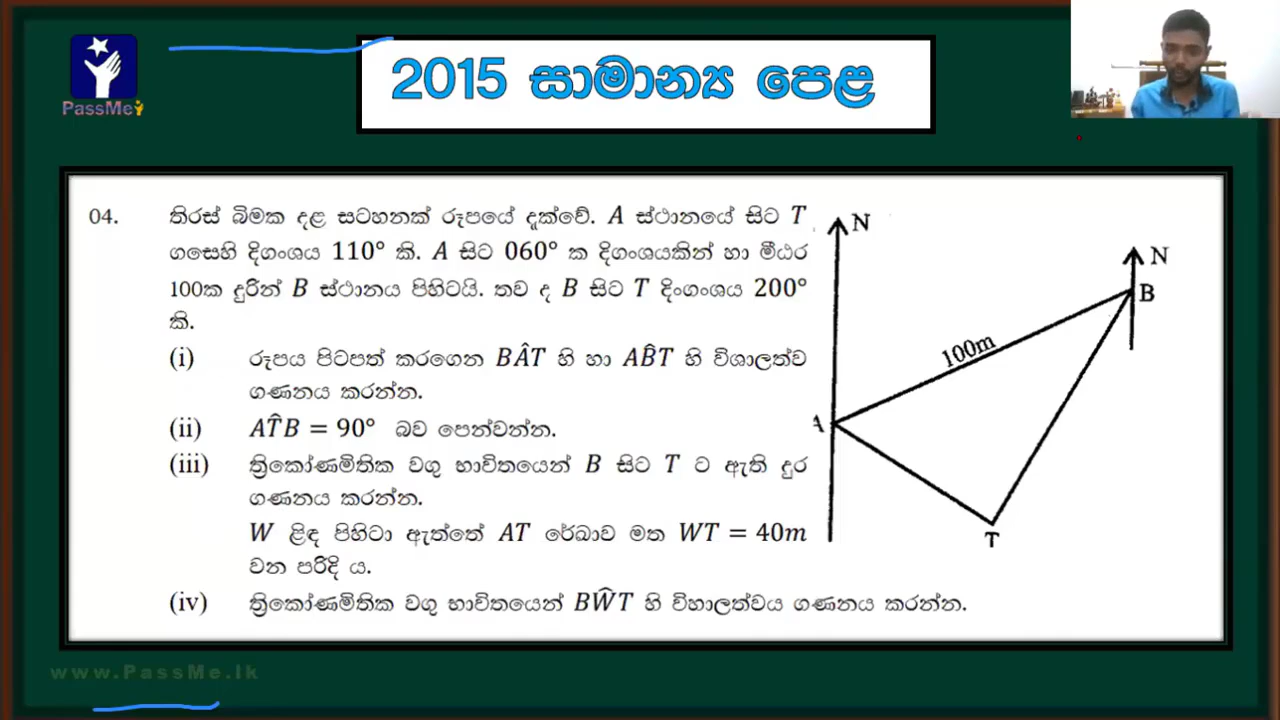 PassMe
2015 සාමාන්‍ය පෙළ
04. තිරස් බිමක දළ සටහනක් රූපයේ දැක්වේ. A ස්ථානයේ සිට T
ගසෙහි දිගංශය 110° කි. A සිට 060° ක දිගංශයකින් හා මීඨර
100ක දුරින් B ස්ථානය පිහිටයි. තව ද B සිට T දිංගංශය 200°
කි.
(i) රූපය පිටපත් කරගෙන BÂT හි හා AB̂T හි විශාලත්ව
ගණනය කරන්න.
(ii) AT̂B = 90° බව පෙන්වන්න.
(iii) ත්‍රිකෝණමිතික වගු භාවිතයෙන් B සිට T ට ඇති දුර
ගණනය කරන්න.
W ළිඳ පිහිටා ඇත්තේ AT රේඛාව මත WT = 40m
වන පරිදි ය.
(iv) ත්‍රිකෝණමිතික වගු භාවිතයෙන් BŴT හි විහාලත්වය ගණනය කරන්න.
N
N
B
100m
A
T
www.PassMe.lk